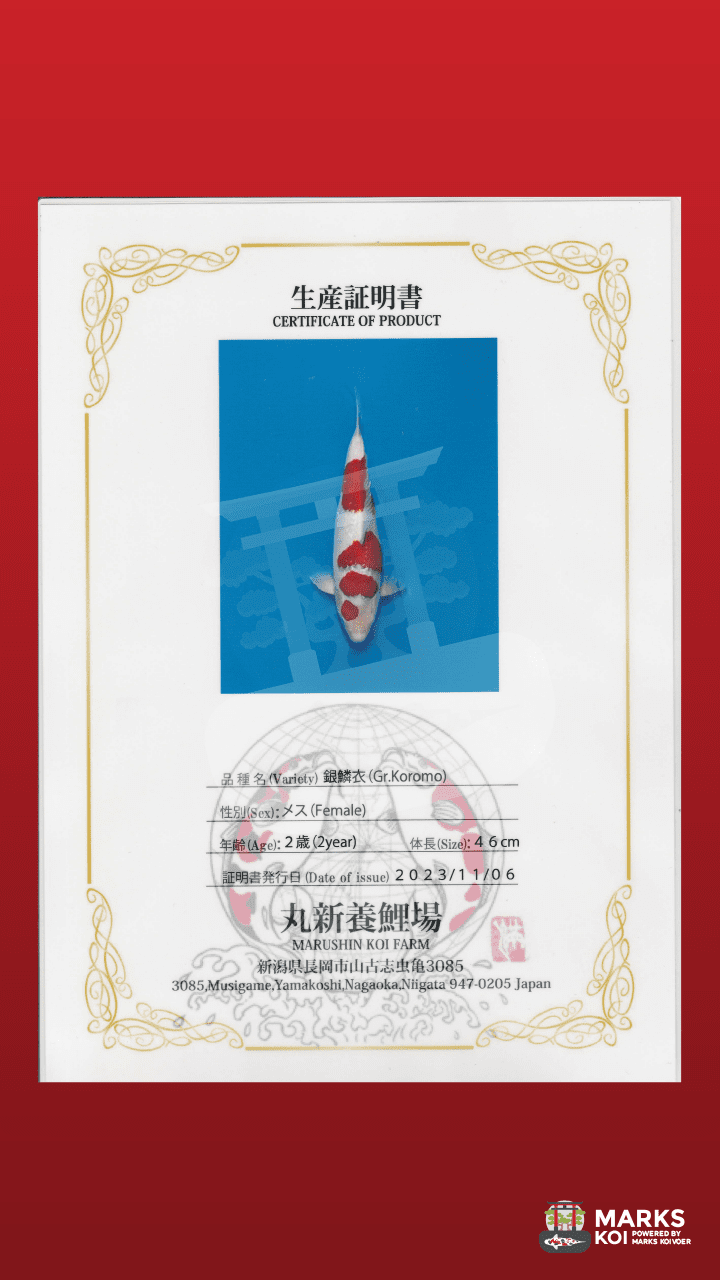 生産証明書
CERTIFICATE OF PRODUCT
品種名(Variety) 銀鱗衣(Gr.Koromo)
性別(Sex):メス(Female)
年齢(Age):2歳(2year) 体長(Size):46cm
証明書発行日(Date of issue) 2023/11/06
丸新養鯉場
MARUSHIN KOI FARM
新潟県長岡市山古志虫亀3085
3085,Musigame,Yamakoshi,Nagaoka,Niigata 947-0205 Japan
MARKS
KOI POWERED BY
MARKS KOIVOER